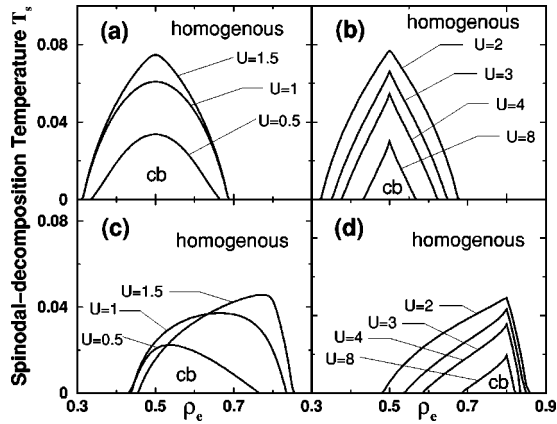 Spinodal-decomposition Temperature Ts
0.08
0.04
0
(a)
homogenous
U=1.5
U=1
U=0.5
cb
(b)
homogenous
U=2
U=3
U=4
U=8
cb
0.08
0.04
0
(c)
homogenous
U=1.5
U=1
U=0.5
cb
(d)
homogenous
U=2
U=3
U=4
U=8
cb
0.3 0.5 0.7 0.3 0.5 0.7 0.9
ρe ρe